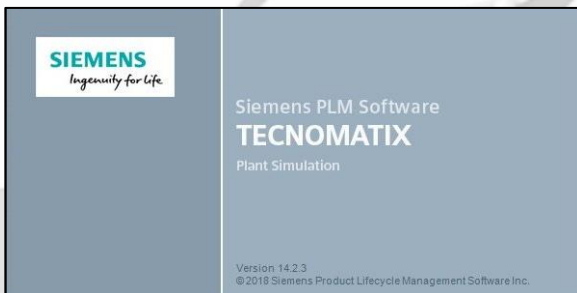 SIEMENS
Ingenuity for life
Siemens PLM Software
TECNOMATIX
Plant Simulation
Version 14.2.3
©2018 Siemens Product Lifecycle Management Software Inc.